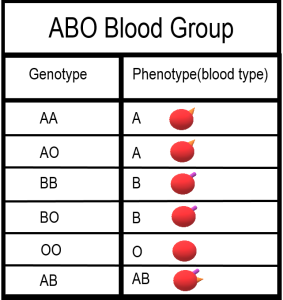 ABO Blood Group
Genotype Phenotype(blood type)
AA A
AO A
BB B
BO B
OO O
AB AB